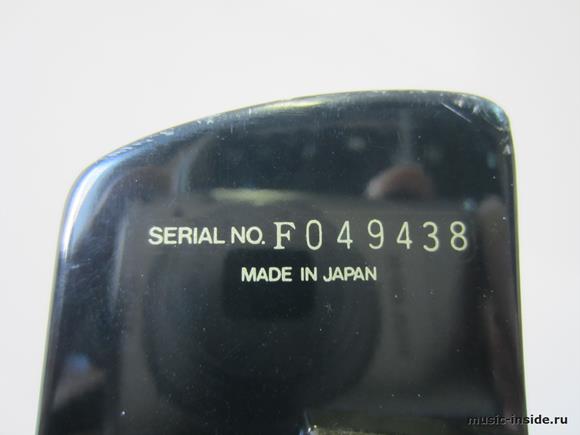 SERIAL NO. F049438
MADE IN JAPAN
music-inside.ru